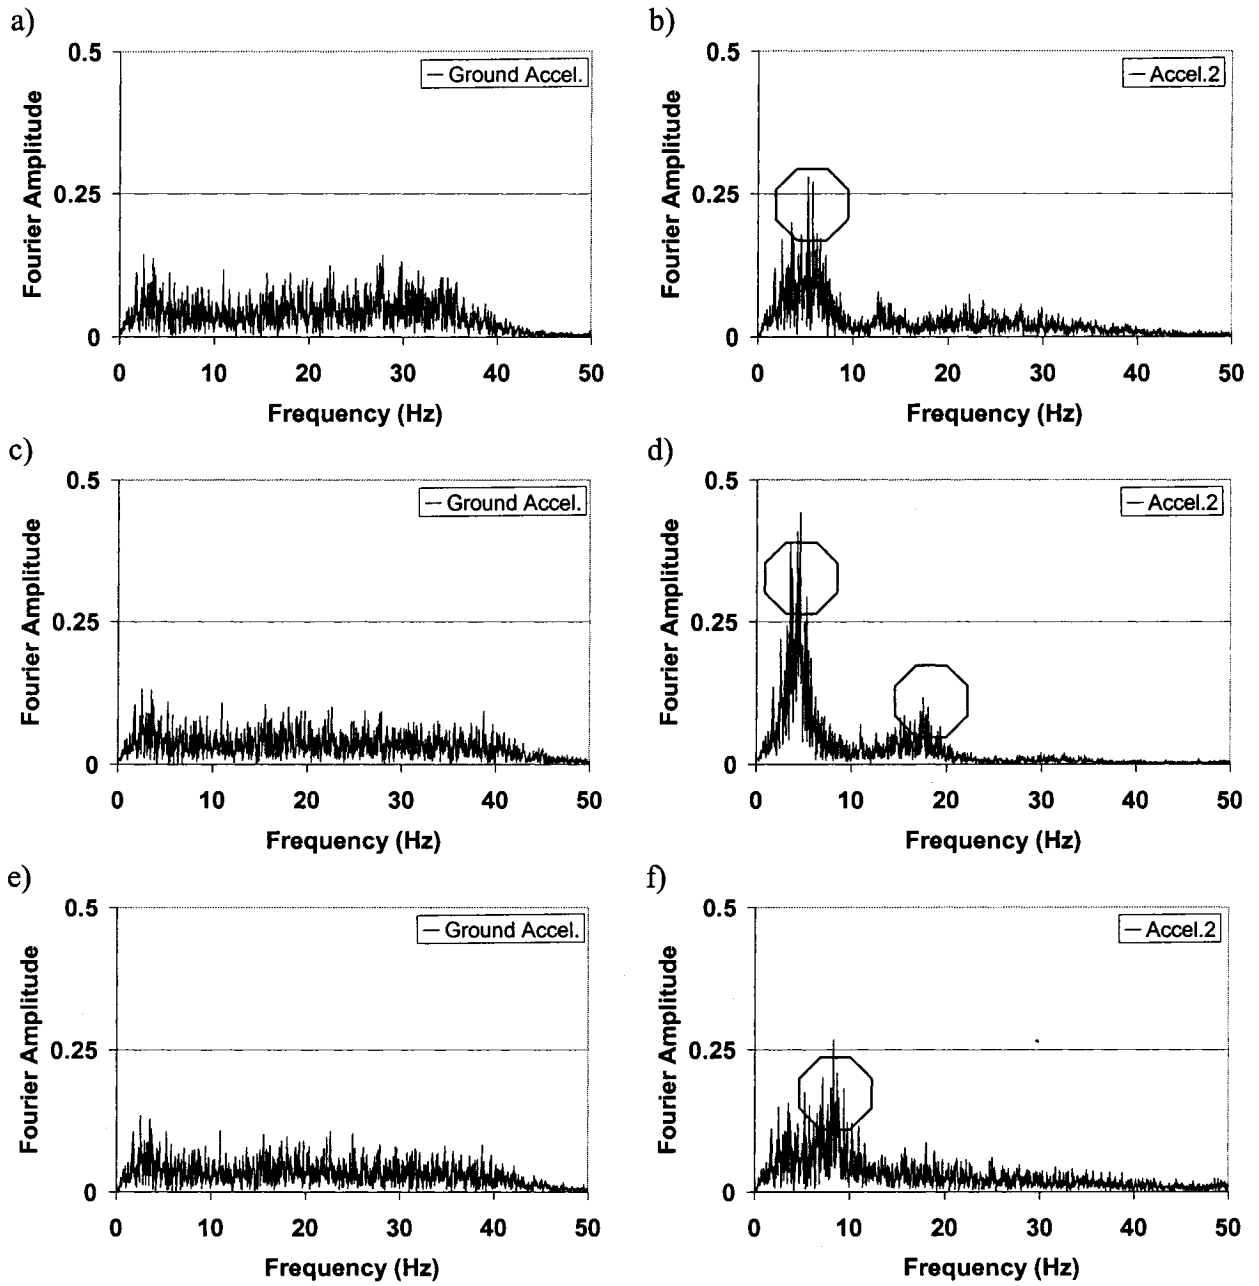 a)
b)
0.5
Ground Accel.
0.25
0
Fourier Amplitude
0 10 20 30 40 50
Frequency (Hz)
0.5
Accel.2
0.25
0
Fourier Amplitude
0 10 20 30 40 50
Frequency (Hz)
c)
d)
0.5
Ground Accel.
0.25
0
Fourier Amplitude
0 10 20 30 40 50
Frequency (Hz)
0.5
Accel.2
0.25
0
Fourier Amplitude
0 10 20 30 40 50
Frequency (Hz)
e)
f)
0.5
Ground Accel.
0.25
0
Fourier Amplitude
0 10 20 30 40 50
Frequency (Hz)
0.5
Accel.2
0.25
0
Fourier Amplitude
0 10 20 30 40 50
Frequency (Hz)